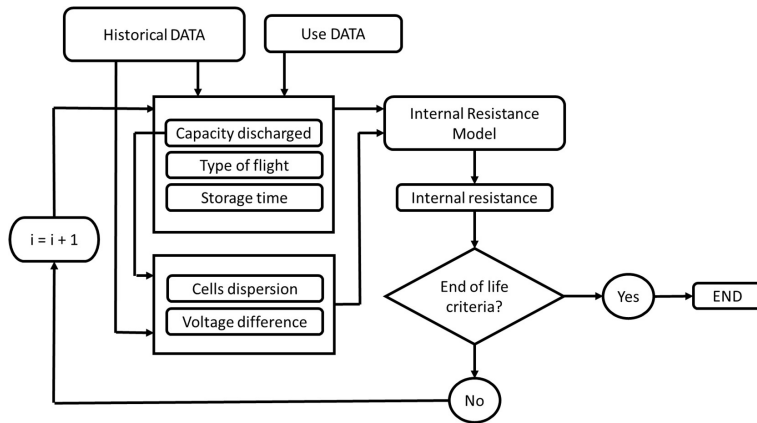 Historical DATA
Use DATA
Capacity discharged
Type of flight
Storage time
Internal Resistance
Model
Internal resistance
i = i + 1
Cells dispersion
Voltage difference
End of life
criteria?
Yes
END
No